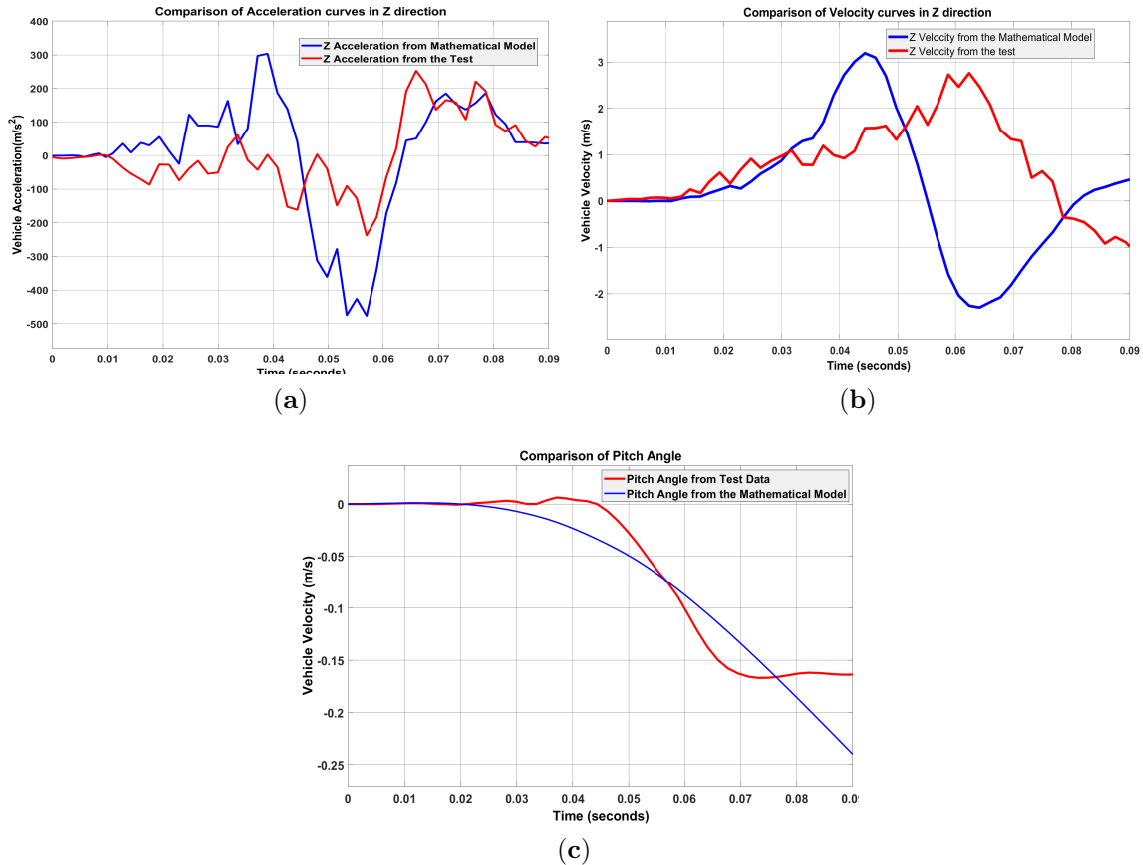 Comparison of Acceleration curves in Z direction
Z Acceleration from Mathematical Model
Z Acceleration from the Test
Vehicle Acceleration(m/s²)
400
300
200
100
0
-100
-200
-300
-400
-500
0 0.01 0.02 0.03 0.04 0.05 0.06 0.07 0.08 0.09
Time (seconds)
(a)
Comparison of Velocity curves in Z direction
Z Velccity from the Mathematical Model
Z Velccity from the test
Vehicle Velocity (m/s)
3
2
1
0
-1
-2
0 0.01 0.02 0.03 0.04 0.05 0.06 0.07 0.08 0.09
Time (seconds)
(b)
Comparison of Pitch Angle
Pitch Angle from Test Data
Pitch Angle from the Mathematical Model
Vehicle Velocity (m/s)
0
-0.05
-0.1
-0.15
-0.2
-0.25
0 0.01 0.02 0.03 0.04 0.05 0.06 0.07 0.08 0.0
Time (seconds)
(c)